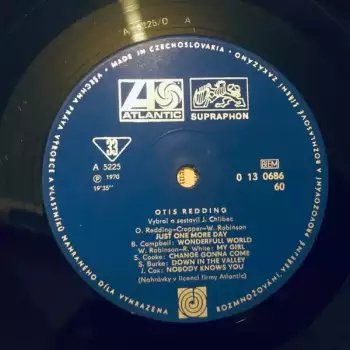 A 5225/D A
MADE IN CZECHOSLOVAKIA
VŠECHNA PRÁVA VÝROBCE A VLASTNÍKŮ NAHRANÉHO DÍLA VYHRAZENA
ROZMNOŽOVÁNÍ, VEŘEJNÉ PROVOZOVÁNÍ A ROZHLASOVÉ ŠÍŘENÍ ZAKÁZÁNO
ATLANTIC
SUPRAPHON
33
A 5225
Ⓟ 1970
19'35"
BIEM
0 13 0686
60
OTIS REDDING
Vybral a sestavil J. Chlíbec
O. Redding-Cropper-W. Robinson
JUST ONE MORE DAY
B. Campbell: WONDERFULL WORLD
W. Robinson-R. White: MY GIRL
S. Cooke: CHANGE GONNA COME
S. Burke: DOWN IN THE VALLEY
J. Cox: NOBODY KNOWS YOU
(Nahrávky v licenci firmy Atlantic)